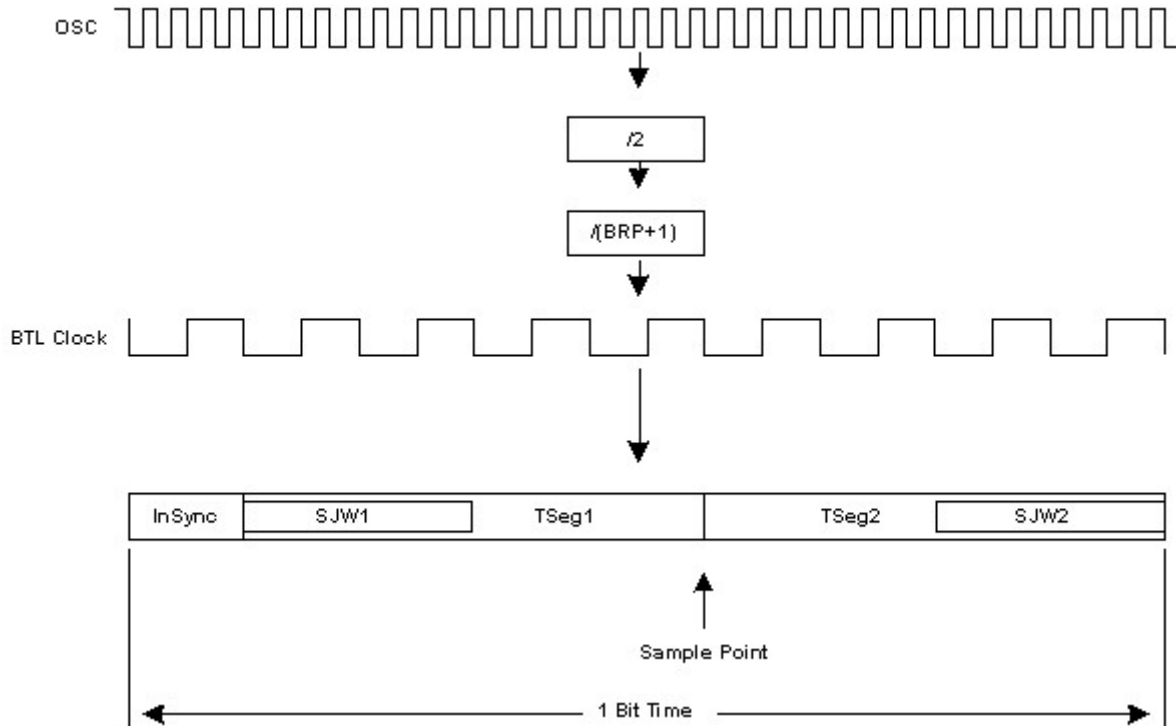 OSC
/2
/(BRP+1)
BTL Clock
InSync SJW1 TSeg1 TSeg2 SJW2
Sample Point
1 Bit Time